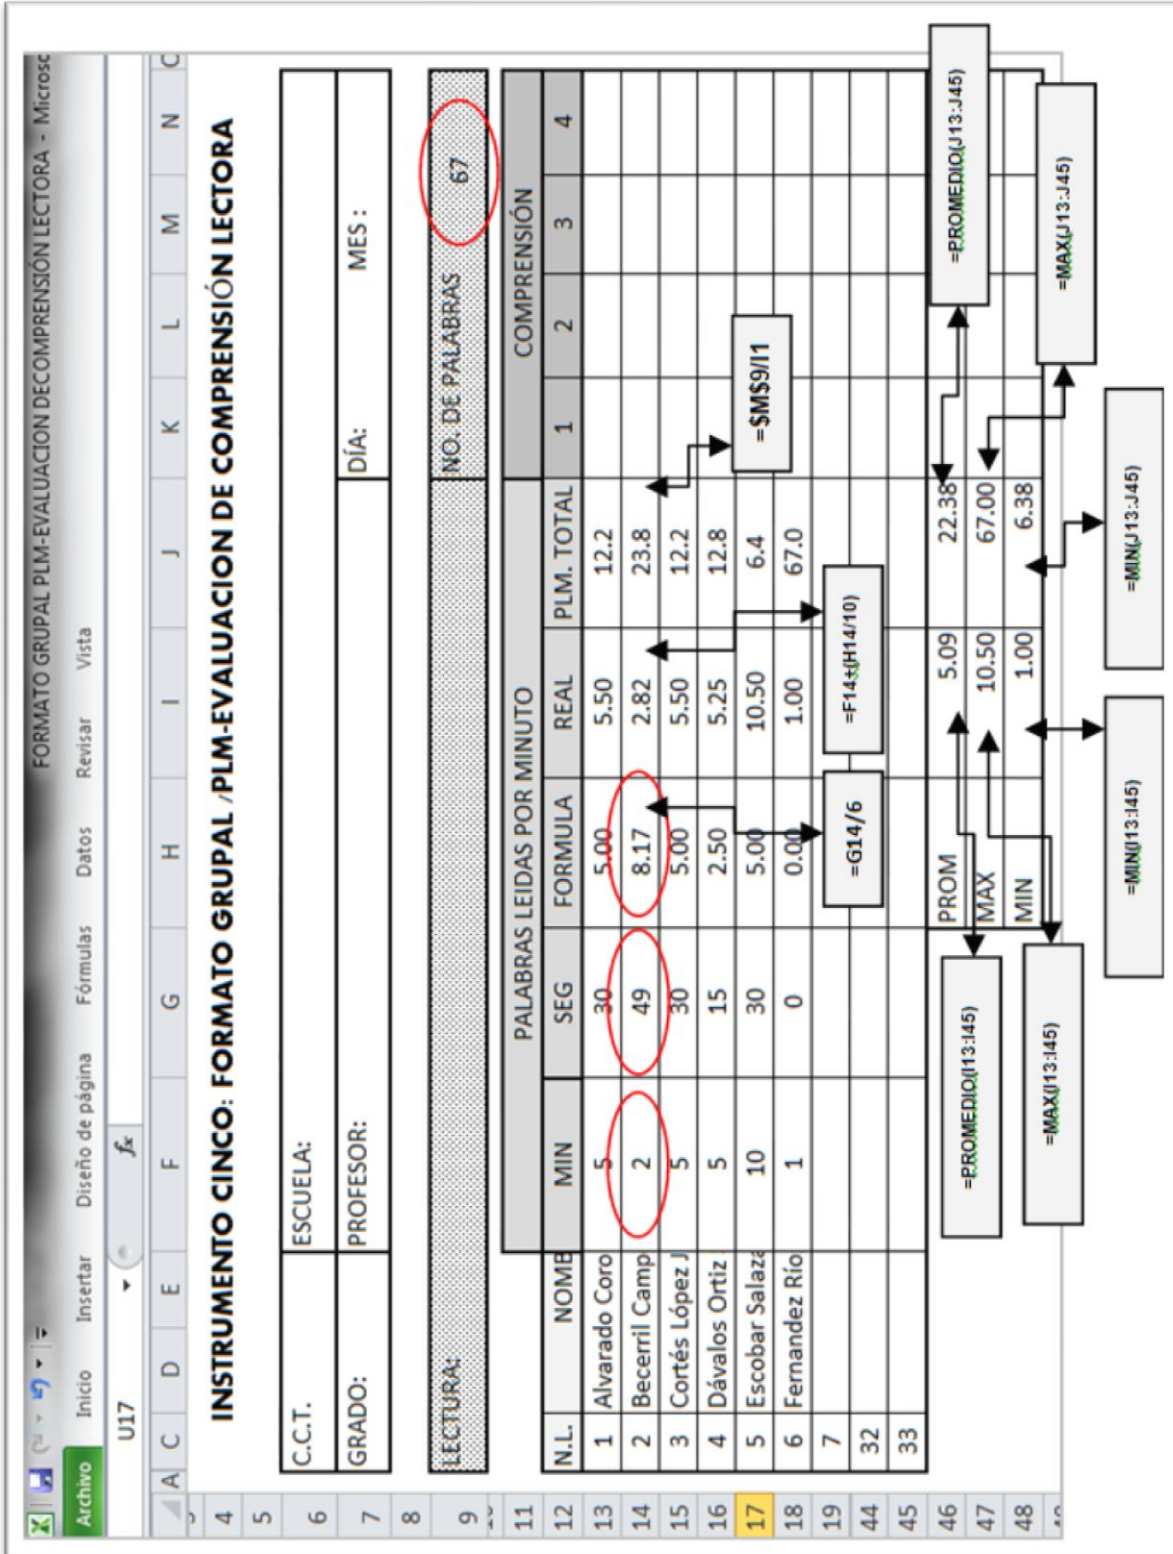 FORMATO GRUPAL PLM-EVALUACION DECOMPRENSIÓN LECTORA - Microsc
Archivo Inicio Insertar Diseño de página Fórmulas Datos Revisar Vista
U17 fx
A C D E F G H I J K L M N
4
INSTRUMENTO CINCO: FORMATO GRUPAL /PLM-EVALUACION DE COMPRENSIÓN LECTORA
5
6 C.C.T. ESCUELA:
7 GRADO: PROFESOR: DÍA: MES :
8
9 LECTURA: NO. DE PALABRAS 67
11 PALABRAS LEIDAS POR MINUTO COMPRENSIÓN
12 N.L. NOMB MIN SEG FORMULA REAL PLM. TOTAL 1 2 3 4
13 1 Alvarado Coro 5 30 5.00 5.50 12.2
14 2 Becerril Camp 2 49 8.17 2.82 23.8
15 3 Cortés López J 5 30 5.00 5.50 12.2
16 4 Dávalos Ortiz 5 15 2.50 5.25 12.8
17 5 Escobar Salaza 10 30 5.00 10.50 6.4
18 6 Fernandez Río 1 0 0.00 1.00 67.0
19 7
44 32
45 33
46 PROM 5.09 22.38
47 MAX 10.50 67.00
48 MIN 1.00 6.38
=$M$9/I1
=G14/6
=F14+(H14/10)
=PROMEDIO(J13:J45)
=MAX(J13:J45)
=PROMEDIO(I13:I45)
=MAX(I13:I45)
=MIN(I13:I45)
=MIN(J13:J45)